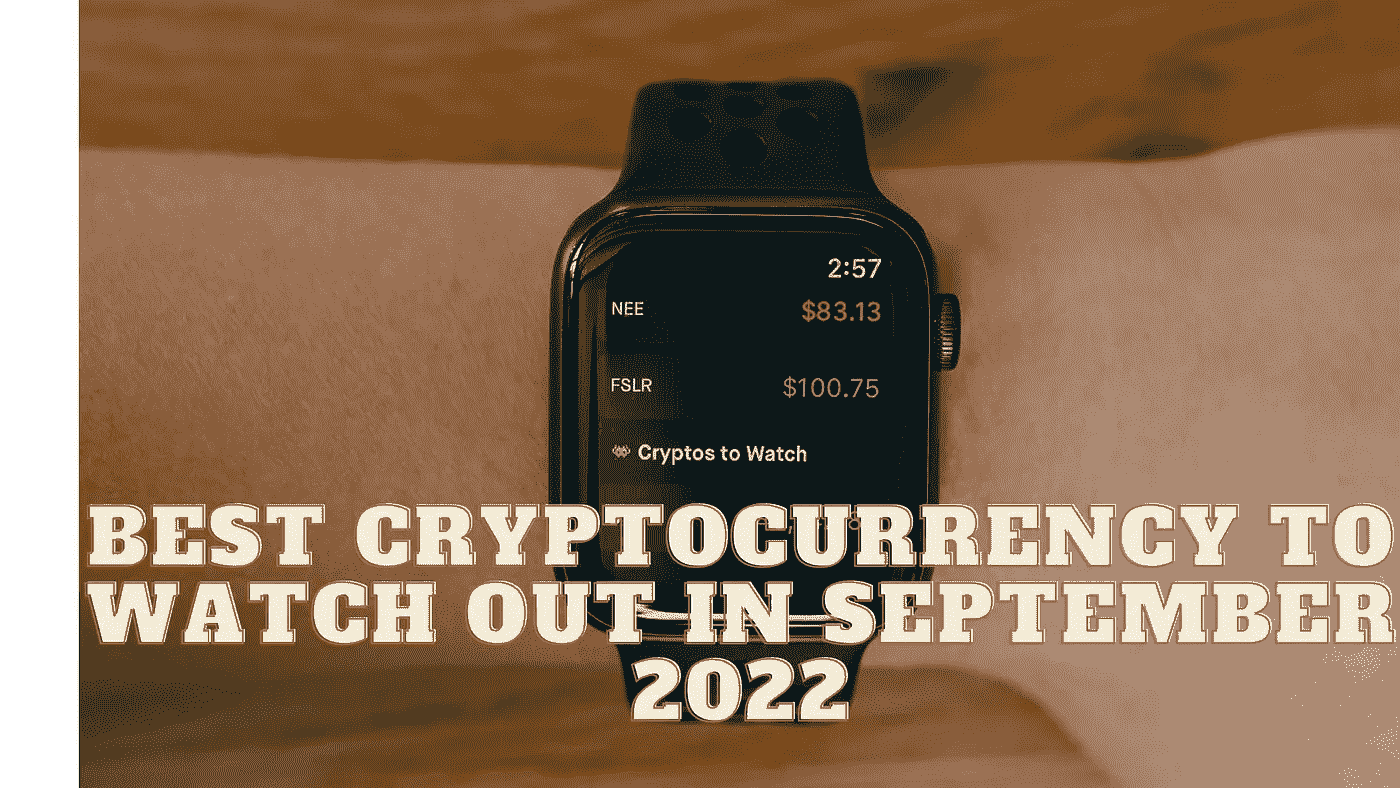 2:57
NEE $83.13
FSLR $100.75
Cryptos to Watch
BEST CRYPTOCURRENCY TO
WATCH OUT IN SEPTEMBER
2022